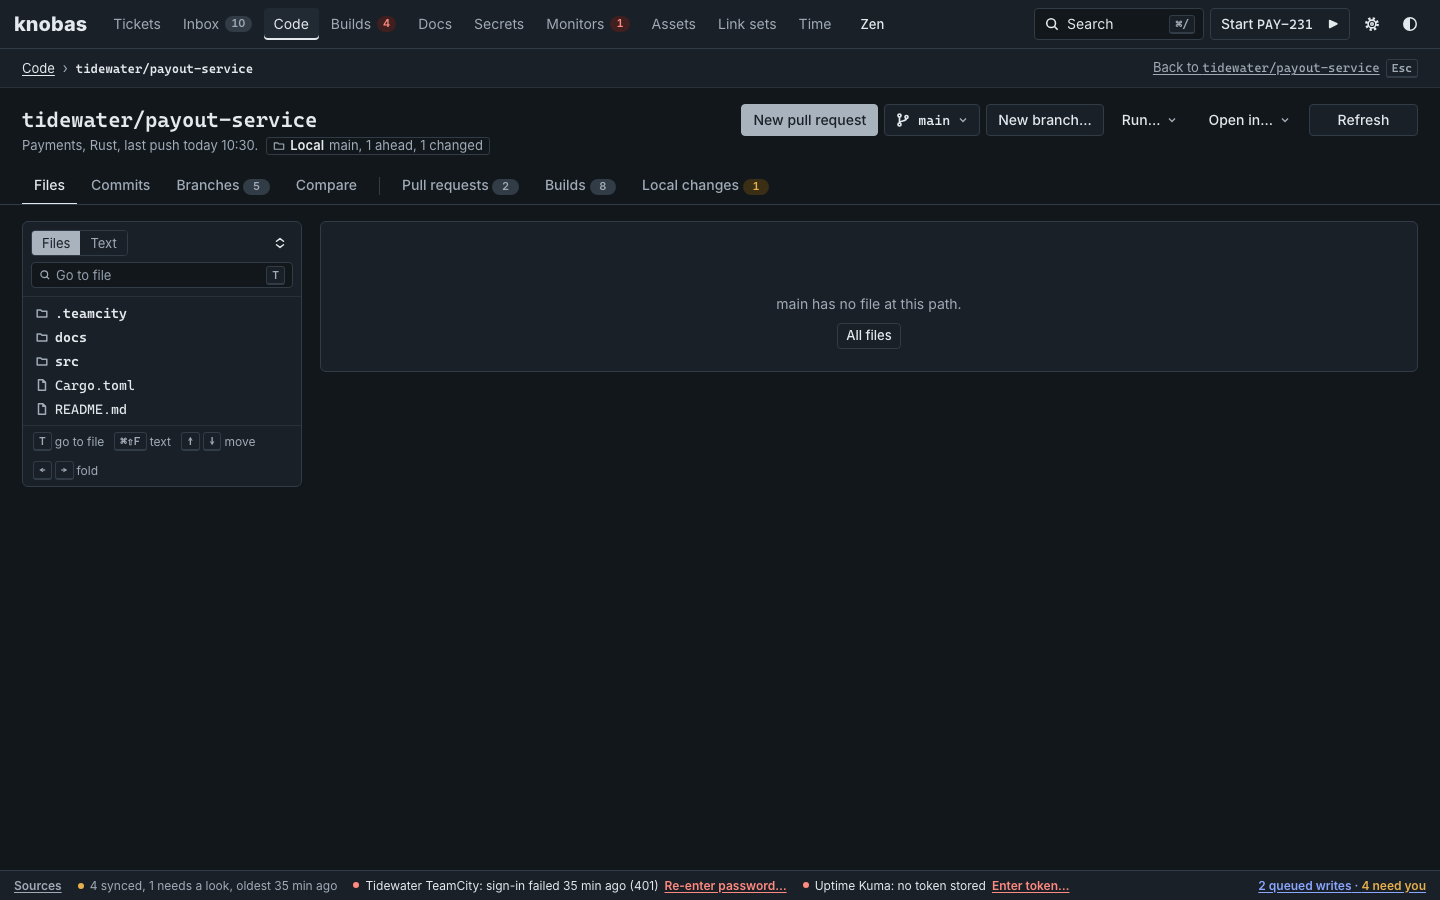 knobas Tickets Inbox 10 Code Builds 4 Docs Secrets Monitors 1 Assets Link sets Time Zen Search ⌘/ Start PAY-231
Code › tidewater/payout-service Back to tidewater/payout-service Esc
tidewater/payout-service New pull request main New branch... Run... Open in... Refresh
Payments, Rust, last push today 10:30. Local main, 1 ahead, 1 changed
Files Commits Branches 5 Compare Pull requests 2 Builds 8 Local changes 1
Files Text
Go to file T
.teamcity
docs
src
Cargo.toml
README.md
T go to file ⌘⇧F text ↑ ↓ move
← → fold
main has no file at this path.
All files
Sources 4 synced, 1 needs a look, oldest 35 min ago Tidewater TeamCity: sign-in failed 35 min ago (401) Re-enter password... Uptime Kuma: no token stored Enter token... 2 queued writes · 4 need you